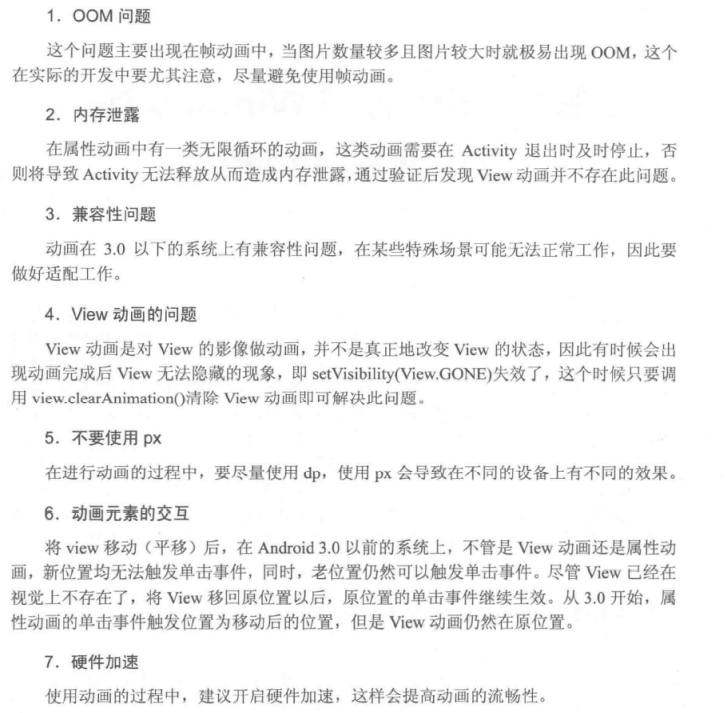 1．OOM 问题
这个问题主要出现在帧动画中，当图片数量较多且图片较大时就极易出现 OOM，这个
在实际的开发中要尤其注意，尽量避免使用帧动画。
2．内存泄露
在属性动画中有一类无限循环的动画，这类动画需要在 Activity 退出时及时停止，否
则将导致 Activity 无法释放从而造成内存泄露，通过验证后发现 View 动画并不存在此问题。
3．兼容性问题
动画在 3.0 以下的系统上有兼容性问题，在某些特殊场景可能无法正常工作，因此要
做好适配工作。
4．View 动画的问题
View 动画是对 View 的影像做动画，并不是真正地改变 View 的状态，因此有时候会出
现动画完成后 View 无法隐藏的现象，即 setVisibility(View.GONE)失效了，这个时候只要调
用 view.clearAnimation()清除 View 动画即可解决此问题。
5．不要使用 px
在进行动画的过程中，要尽量使用 dp，使用 px 会导致在不同的设备上有不同的效果。
6．动画元素的交互
将 view 移动（平移）后，在 Android 3.0 以前的系统上，不管是 View 动画还是属性动
画，新位置均无法触发单击事件，同时，老位置仍然可以触发单击事件。尽管 View 已经在
视觉上不存在了，将 View 移回原位置以后，原位置的单击事件继续生效。从 3.0 开始，属
性动画的单击事件触发位置为移动后的位置，但是 View 动画仍然在原位置。
7．硬件加速
使用动画的过程中，建议开启硬件加速，这样会提高动画的流畅性。